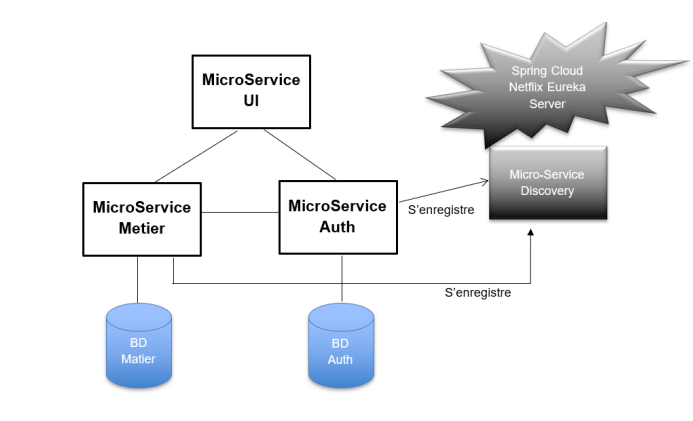 MicroService
UI
Spring Cloud
Netflix Eureka
Server
MicroService
Metier
MicroService
Auth
Micro-Service
Discovery
S'enregistre
S'enregistre
BD
Matier
BD
Auth